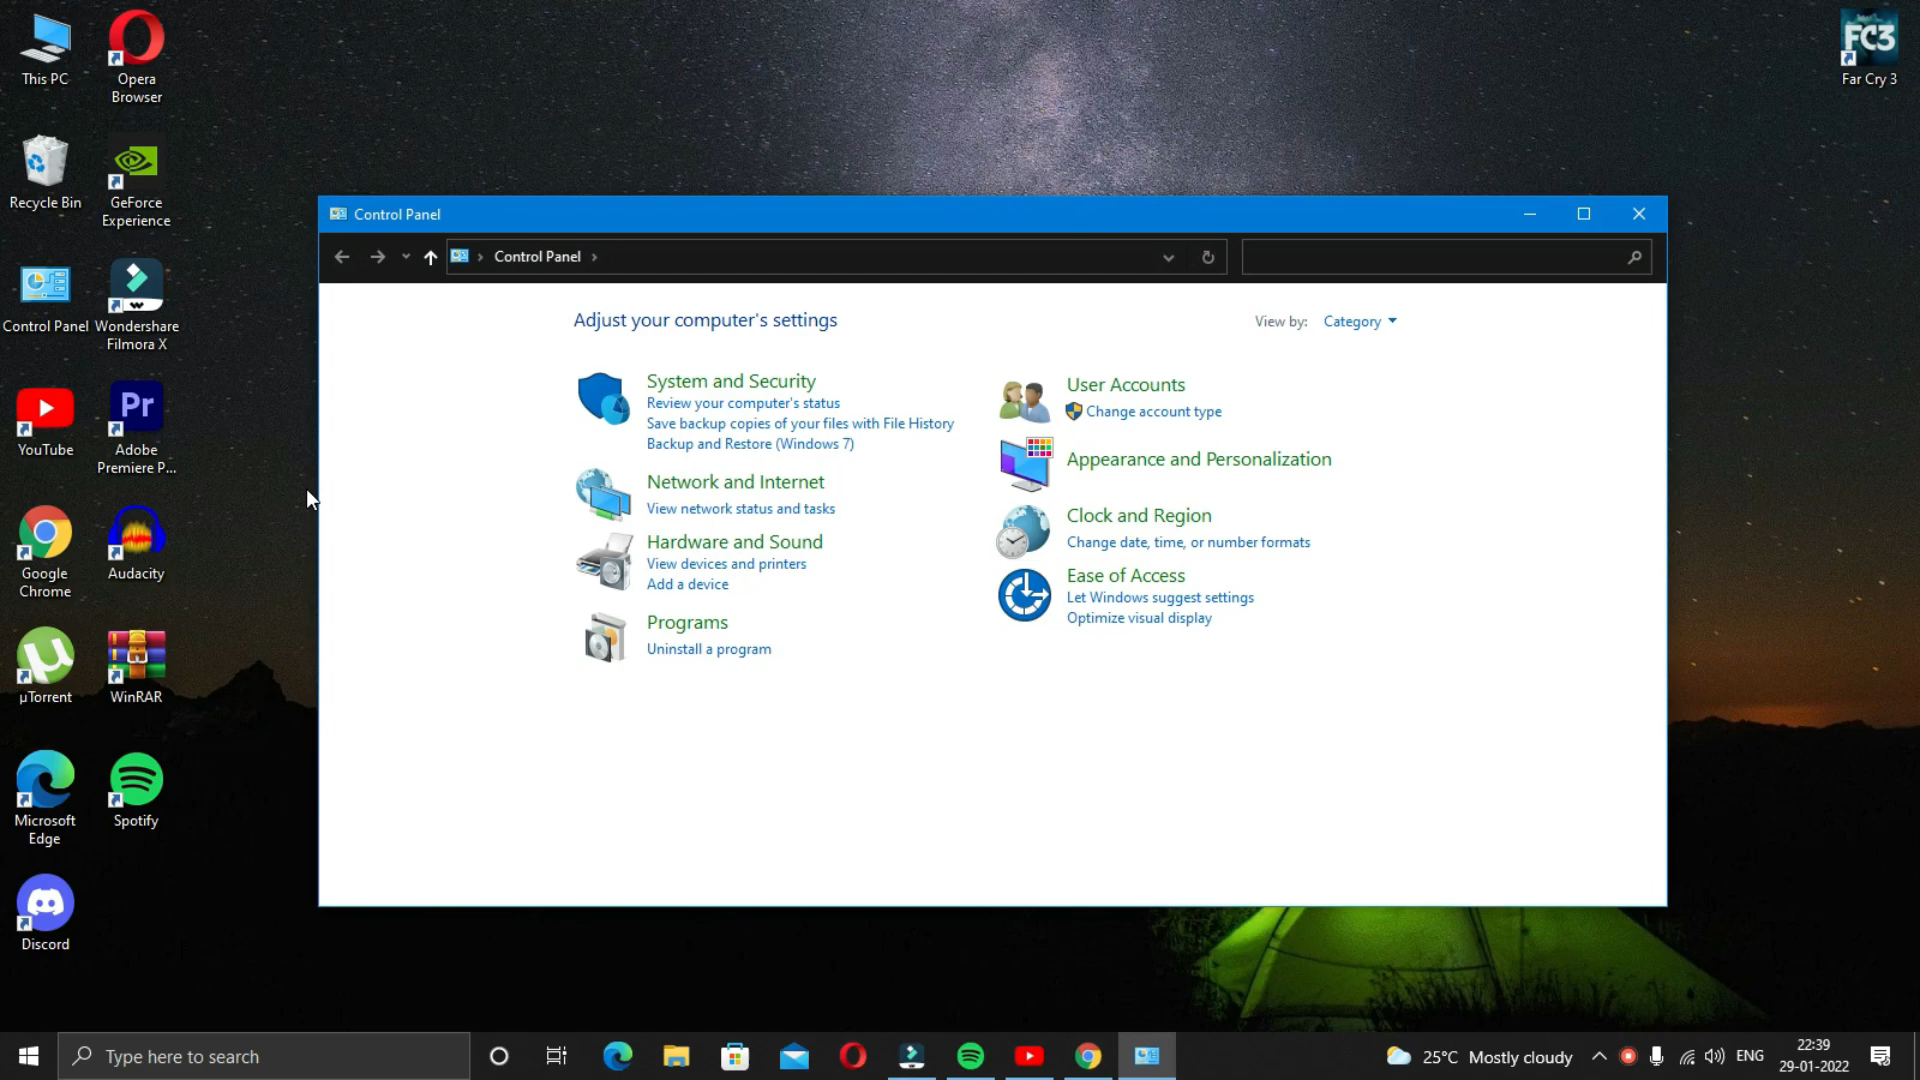 This PC
Opera
Browser
Recycle Bin
GeForce
Experience
Control Panel
Wondershare
Filmora X
YouTube
Pr
Adobe
Premiere P...
Google
Chrome
Audacity
µTorrent
WinRAR
Microsoft
Edge
Spotify
Discord
FC3
Far Cry 3
Control Panel
Control Panel
Adjust your computer's settings
View by: Category
System and Security
Review your computer's status
Save backup copies of your files with File History
Backup and Restore (Windows 7)
Network and Internet
View network status and tasks
Hardware and Sound
View devices and printers
Add a device
Programs
Uninstall a program
User Accounts
Change account type
Appearance and Personalization
Clock and Region
Change date, time, or number formats
Ease of Access
Let Windows suggest settings
Optimize visual display
Type here to search
25°C Mostly cloudy
ENG
22:39
29-01-2022